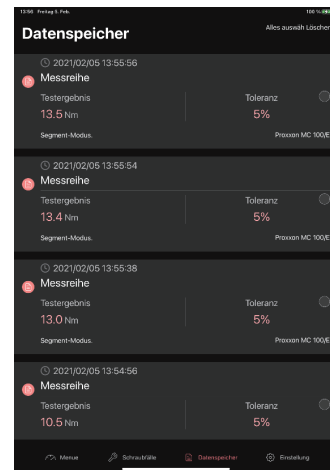 13:56 Freitag 5. Feb.
100 %
Datenspeicher
Alles auswäh Löscher
2021/02/05 13:55:56
Messreihe
Testergebnis Toleranz
13.5 Nm 5%
Segment-Modus. Proxxon MC 100/E
2021/02/05 13:55:54
Messreihe
Testergebnis Toleranz
13.4 Nm 5%
Segment-Modus. Proxxon MC 100/E
2021/02/05 13:55:38
Messreihe
Testergebnis Toleranz
13.0 Nm 5%
Segment-Modus. Proxxon MC 100/E
2021/02/05 13:54:56
Messreihe
Testergebnis Toleranz
10.5 Nm 5%
Menue Schraubfälle Datenspeicher Einstellung